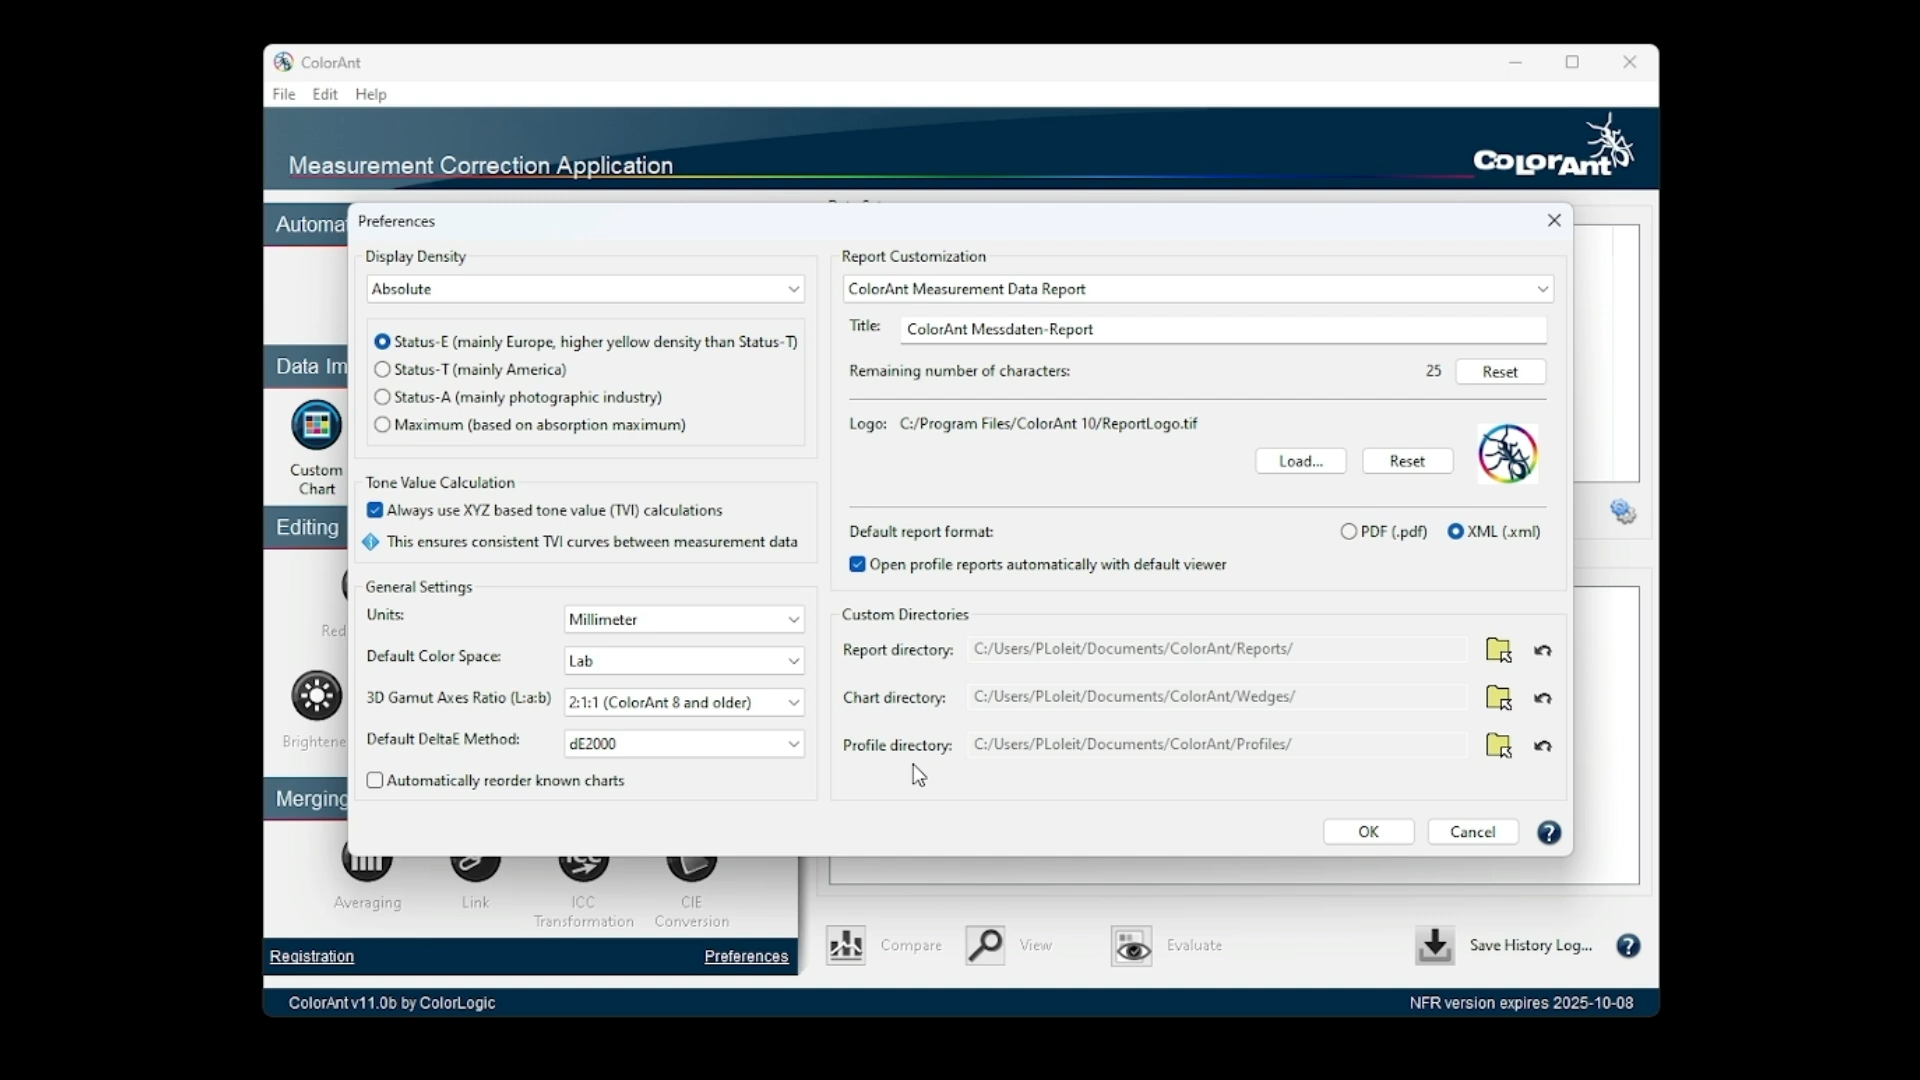 ColorAnt
File Edit Help
Measurement Correction Application
ColorAnt
Preferences
Display Density
Absolute
Status-E (mainly Europe, higher yellow density than Status-T)
Status-T (mainly America)
Status-A (mainly photographic industry)
Maximum (based on absorption maximum)
Tone Value Calculation
Always use XYZ based tone value (TVI) calculations
This ensures consistent TVI curves between measurement data
General Settings
Units: Millimeter
Default Color Space: Lab
3D Gamut Axes Ratio (L:a:b) 2:1:1 (ColorAnt 8 and older)
Default DeltaE Method: dE2000
Automatically reorder known charts
Report Customization
ColorAnt Measurement Data Report
Title: ColorAnt Messdaten-Report
Remaining number of characters: 25 Reset
Logo: C:/Program Files/ColorAnt 10/ReportLogo.tif
Load... Reset
Default report format: PDF (.pdf) XML (.xml)
Open profile reports automatically with default viewer
Custom Directories
Report directory: C:/Users/PLoleit/Documents/ColorAnt/Reports/
Chart directory: C:/Users/PLoleit/Documents/ColorAnt/Wedges/
Profile directory: C:/Users/PLoleit/Documents/ColorAnt/Profiles/
OK Cancel ?
Automa
Data Im
Custom
Chart
Editing
Red
Brightene
Merging
Averaging Link ICC
Transformation CIE
Conversion
Registration Preferences
Compare View Evaluate Save History Log... ?
ColorAnt v11.0b by ColorLogic NFR version expires 2025-10-08